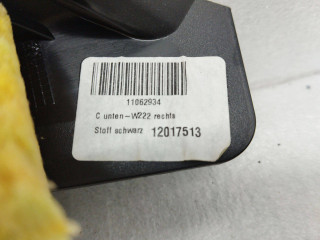 11062934
C unten-W222 rechts
Stoff schwarz 12017513